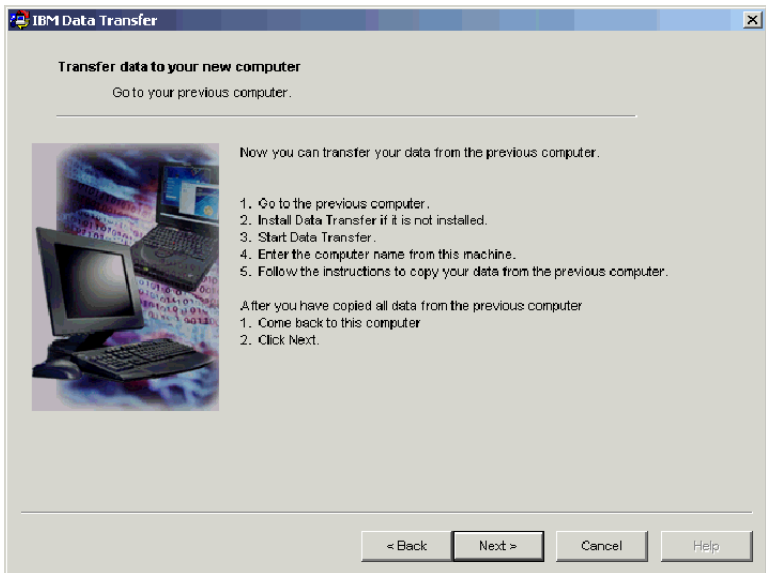 IBM Data Transfer
Transfer data to your new computer
Go to your previous computer.
Now you can transfer your data from the previous computer.
1. Go to the previous computer.
2. Install Data Transfer if it is not installed.
3. Start Data Transfer.
4. Enter the computer name from this machine.
5. Follow the instructions to copy your data from the previous computer.
After you have copied all data from the previous computer
1. Come back to this computer
2. Click Next.
< Back
Next >
Cancel
Help